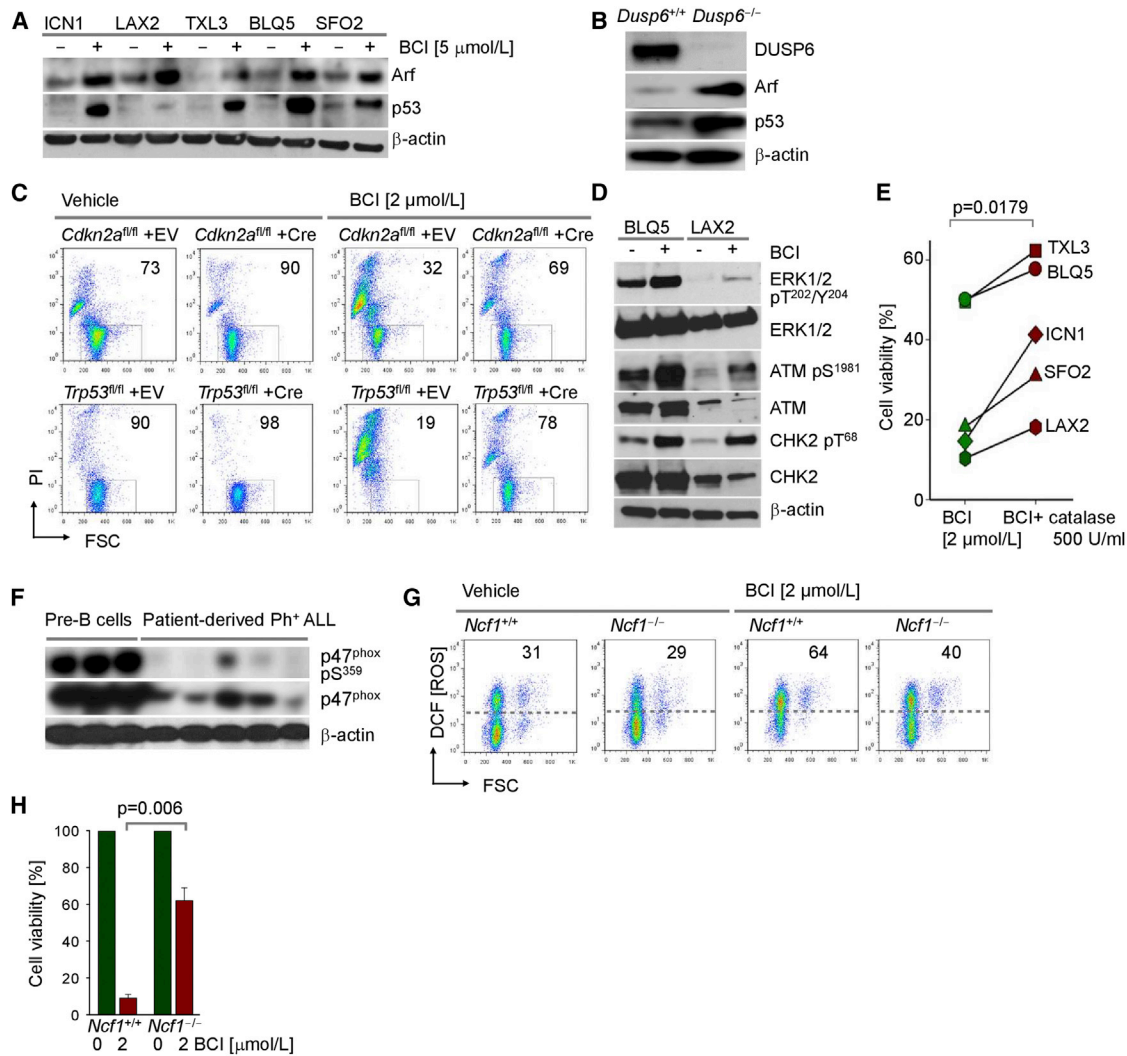 A
ICN1 LAX2 TXL3 BLQ5 SFO2
– + – + – + – + – + BCI [5 μmol/L]
Arf
p53
β-actin
B
Dusp6+/+ Dusp6−/−
DUSP6
Arf
p53
β-actin
C
Vehicle BCI [2 μmol/L]
Cdkn2afl/fl +EV Cdkn2afl/fl +Cre Cdkn2afl/fl +EV Cdkn2afl/fl +Cre
73 90 32 69
Trp53fl/fl +EV Trp53fl/fl +Cre Trp53fl/fl +EV Trp53fl/fl +Cre
90 98 19 78
PI
FSC
D
BLQ5 LAX2
- + - + BCI
ERK1/2
pT202/Y204
ERK1/2
ATM pS1981
ATM
CHK2 pT68
CHK2
β-actin
E
p=0.0179
Cell viability [%]
60
40
20
0
TXL3
BLQ5
ICN1
SFO2
LAX2
BCI BCI+ catalase
[2 μmol/L] 500 U/ml
F
Pre-B cells Patient-derived Ph+ ALL
p47phox
pS359
p47phox
β-actin
G
Vehicle BCI [2 μmol/L]
Ncf1+/+ Ncf1−/− Ncf1+/+ Ncf1−/−
31 29 64 40
DCF [ROS]
FSC
H
p=0.006
Cell viability [%]
100
80
60
40
20
0
Ncf1+/+ Ncf1−/−
0 2 0 2 BCI [μmol/L]